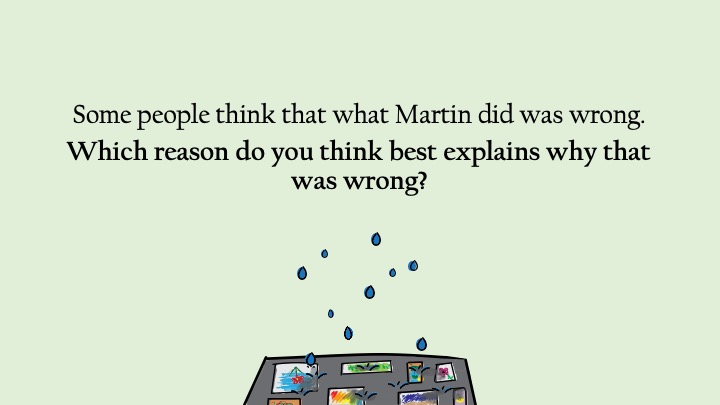 Some people think that what Martin did was wrong.
Which reason do you think best explains why that
was wrong?